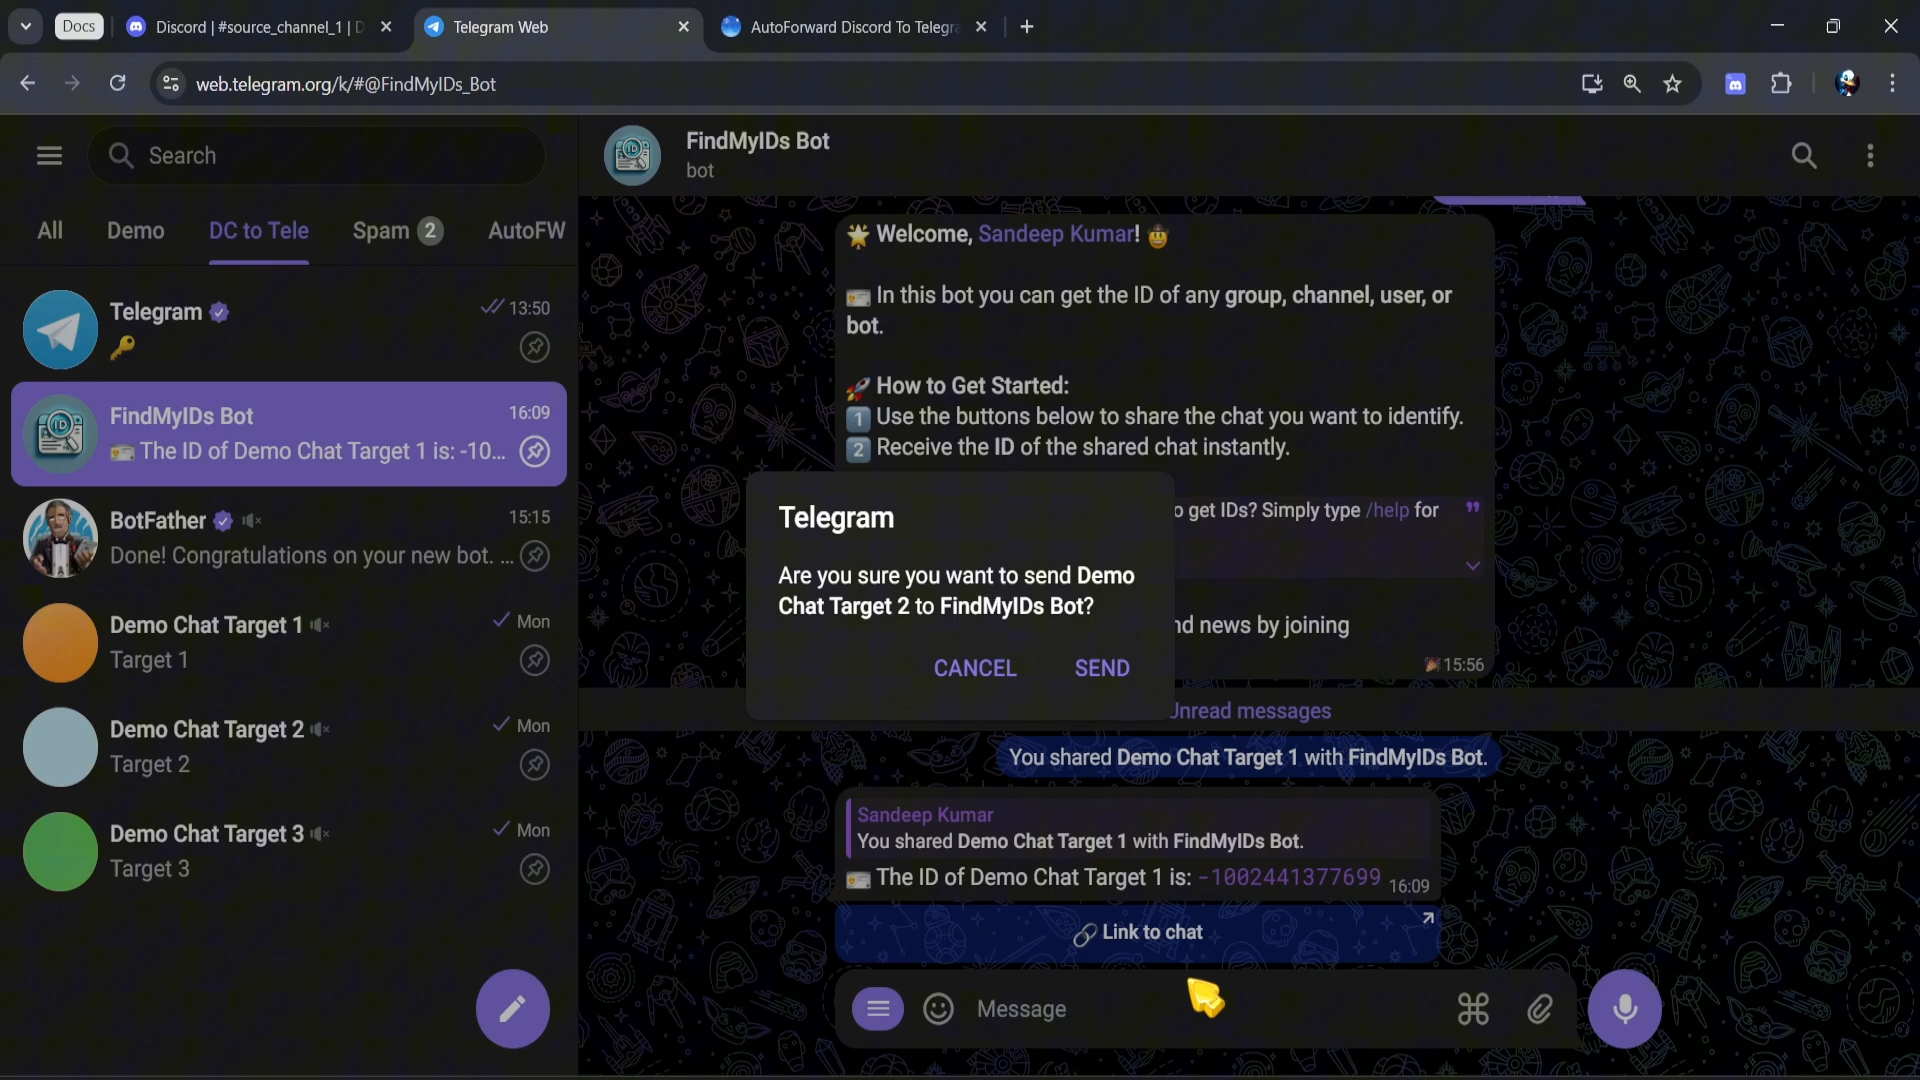 Docs
Discord | #source_channel_1 | D
Telegram Web
AutoForward Discord To Telegr
web.telegram.org/k/#@FindMyIDs_Bot
Search
FindMyIDs Bot
bot
All
Demo
DC to Tele
Spam 2
AutoFW
Telegram
13:50
FindMyIDs Bot
16:09
The ID of Demo Chat Target 1 is: -10...
BotFather
15:15
Done! Congratulations on your new bot. ...
Demo Chat Target 1
Mon
Target 1
Demo Chat Target 2
Mon
Target 2
Demo Chat Target 3
Mon
Target 3
Welcome, Sandeep Kumar!
In this bot you can get the ID of any group, channel, user, or
bot.
How to Get Started:
1 Use the buttons below to share the chat you want to identify.
2 Receive the ID of the shared chat instantly.
o get IDs? Simply type /help for
nd news by joining
15:56
Telegram
Are you sure you want to send Demo
Chat Target 2 to FindMyIDs Bot?
CANCEL
SEND
Unread messages
You shared Demo Chat Target 1 with FindMyIDs Bot.
Sandeep Kumar
You shared Demo Chat Target 1 with FindMyIDs Bot.
The ID of Demo Chat Target 1 is: -1002441377699
16:09
Link to chat
Message